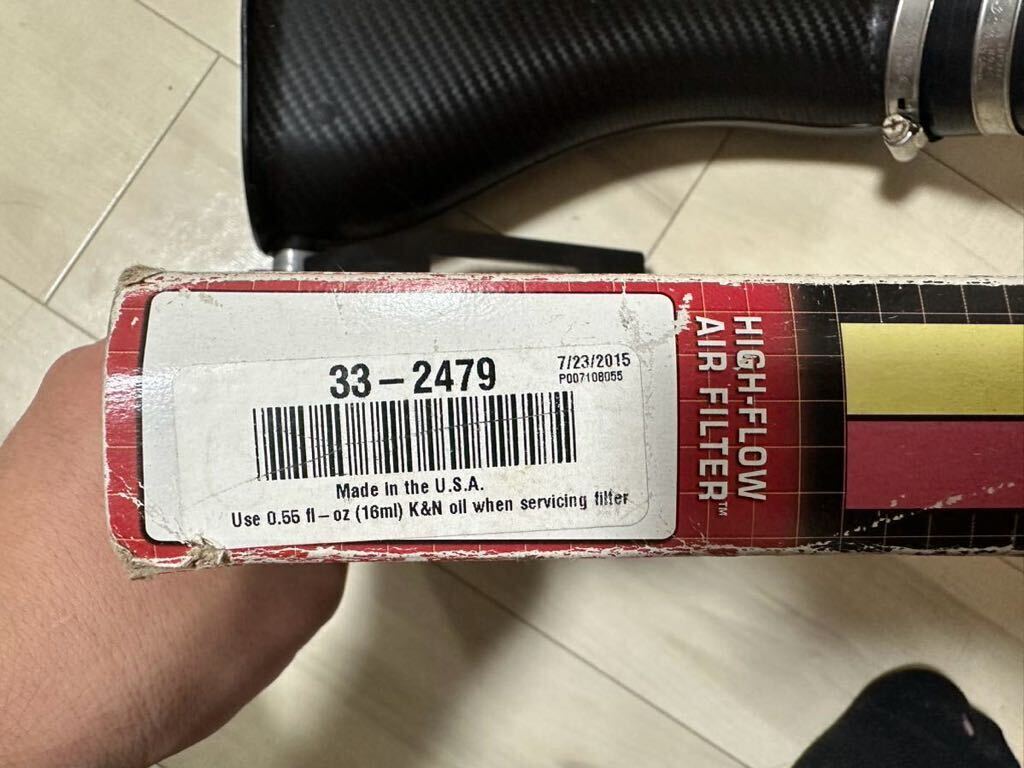 33-2479
7/23/2015
P007108055
Made in the U.S.A.
Use 0.55 fl-oz (16ml) K&N oil when servicing filter
HIGH-FLOW
AIR FILTER™